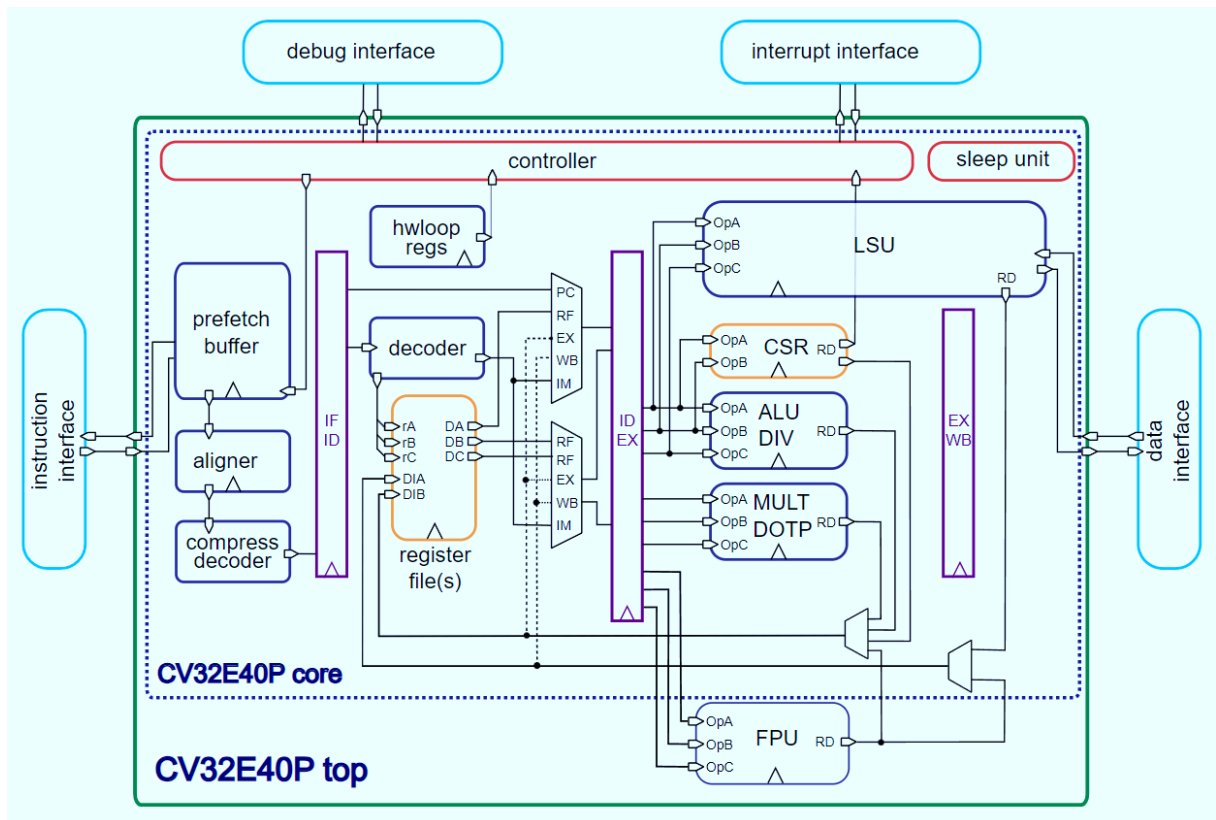 debug interface
interrupt interface
controller
sleep unit
hwloop
regs
OpA
OpB
OpC
LSU
RD
prefetch
buffer
IF
ID
decoder
PC
RF
EX
WB
IM
ID
EX
OpA
OpB
CSR
RD
EX
WB
instruction
interface
data
interface
aligner
compress
decoder
rA
rB
rC
DIA
DIB
DA
DB
DC
register
file(s)
RF
RF
EX
WB
IM
OpA
OpB
OpC
ALU
DIV
RD
OpA
OpB
OpC
MULT
DOTP
RD
CV32E40P core
CV32E40P top
OpA
OpB
OpC
FPU
RD